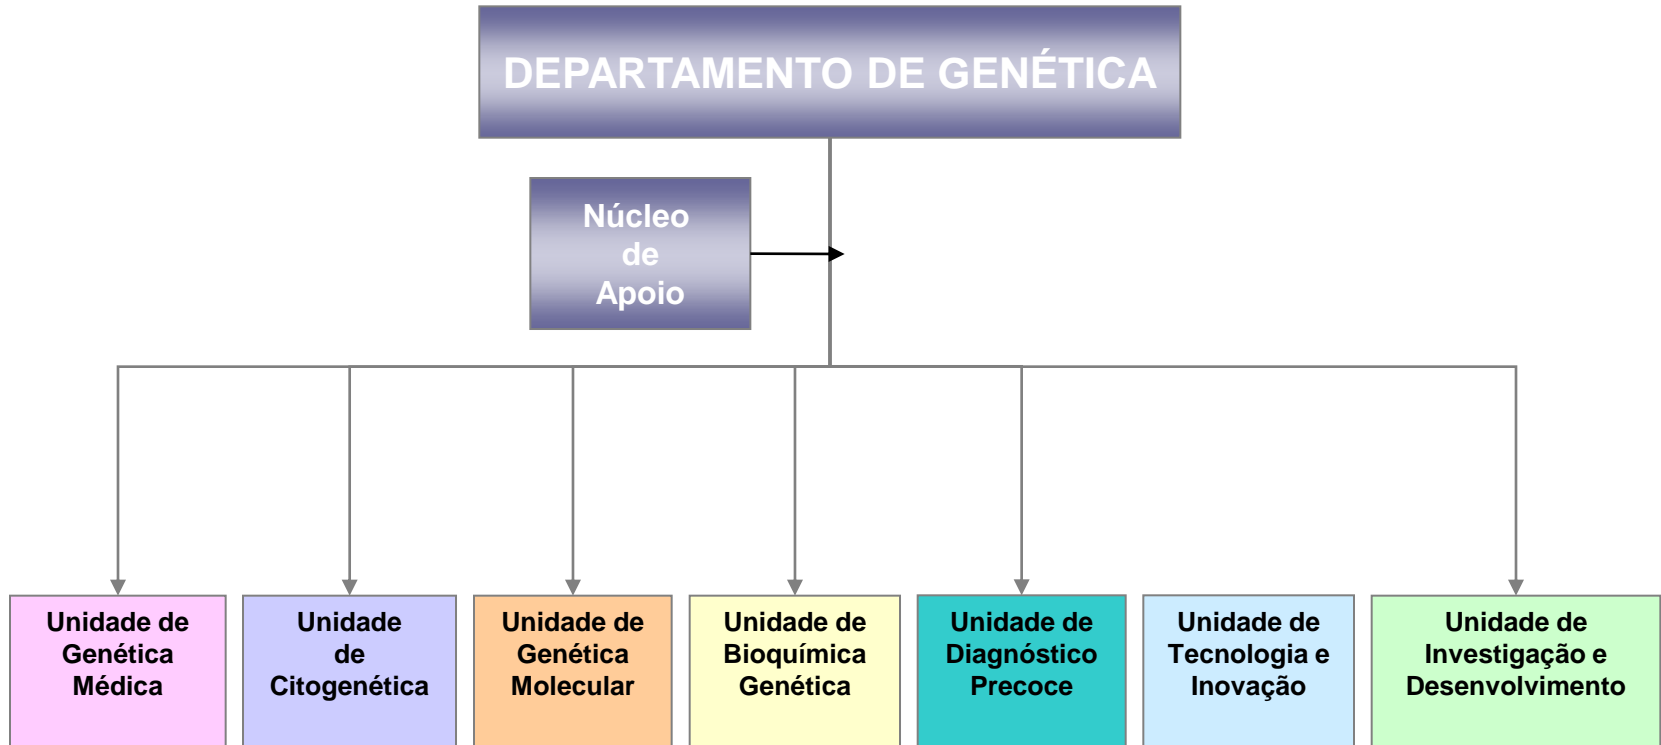 DEPARTAMENTO DE GENÉTICA
Núcleo
de
Apoio
Unidade de
Genética
Médica
Unidade
de
Citogenética
Unidade de
Genética
Molecular
Unidade de
Bioquímica
Genética
Unidade de
Diagnóstico
Precoce
Unidade de
Tecnologia e
Inovação
Unidade de
Investigação e
Desenvolvimento